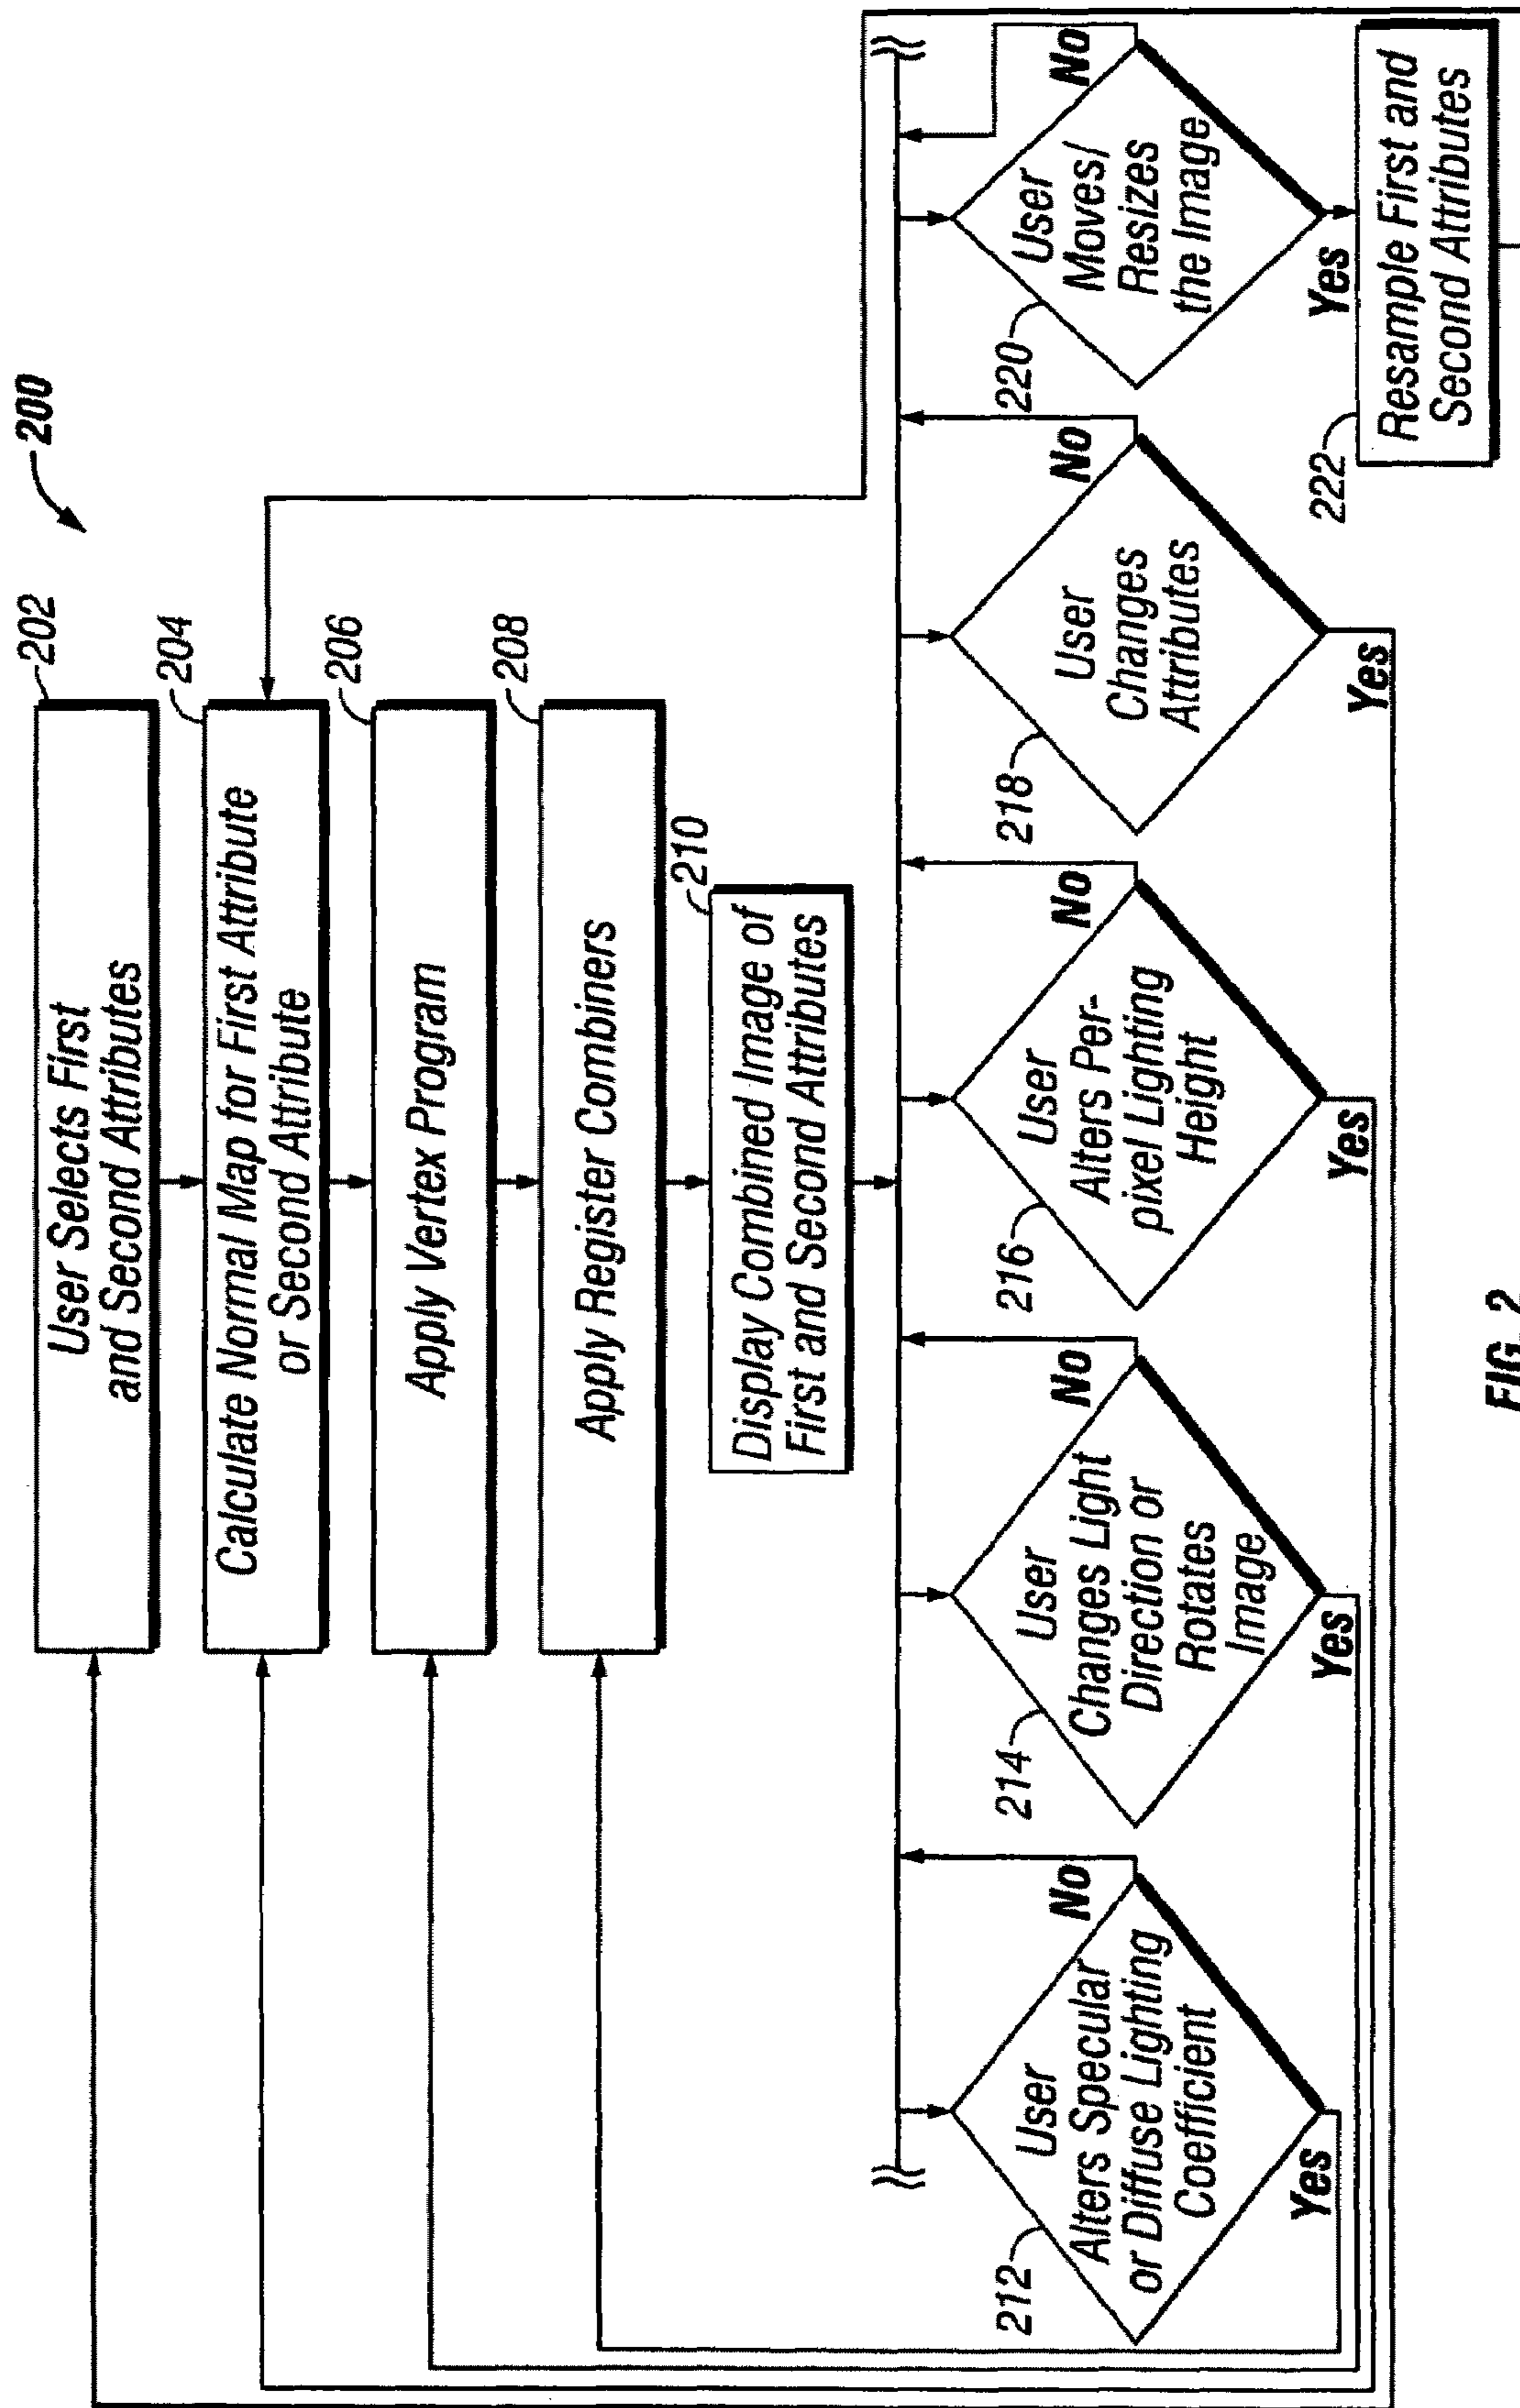 200
202
User Selects First
and Second Attributes
204
Calculate Normal Map for First Attribute
or Second Attribute
206
Apply Vertex Program
208
Apply Register Combiners
210
Display Combined Image of
First and Second Attributes
212
User
Alters Specular
or Diffuse Lighting
Coefficient
No
Yes
214
User
Changes Light
Direction or
Rotates
Image
No
Yes
216
User
Alters Per-
pixel Lighting
Height
No
Yes
218
User
Changes
Attributes
No
Yes
220
User
Moves/
Resizes
the Image
No
Yes
222
Resample First and
Second Attributes
FIG. 2